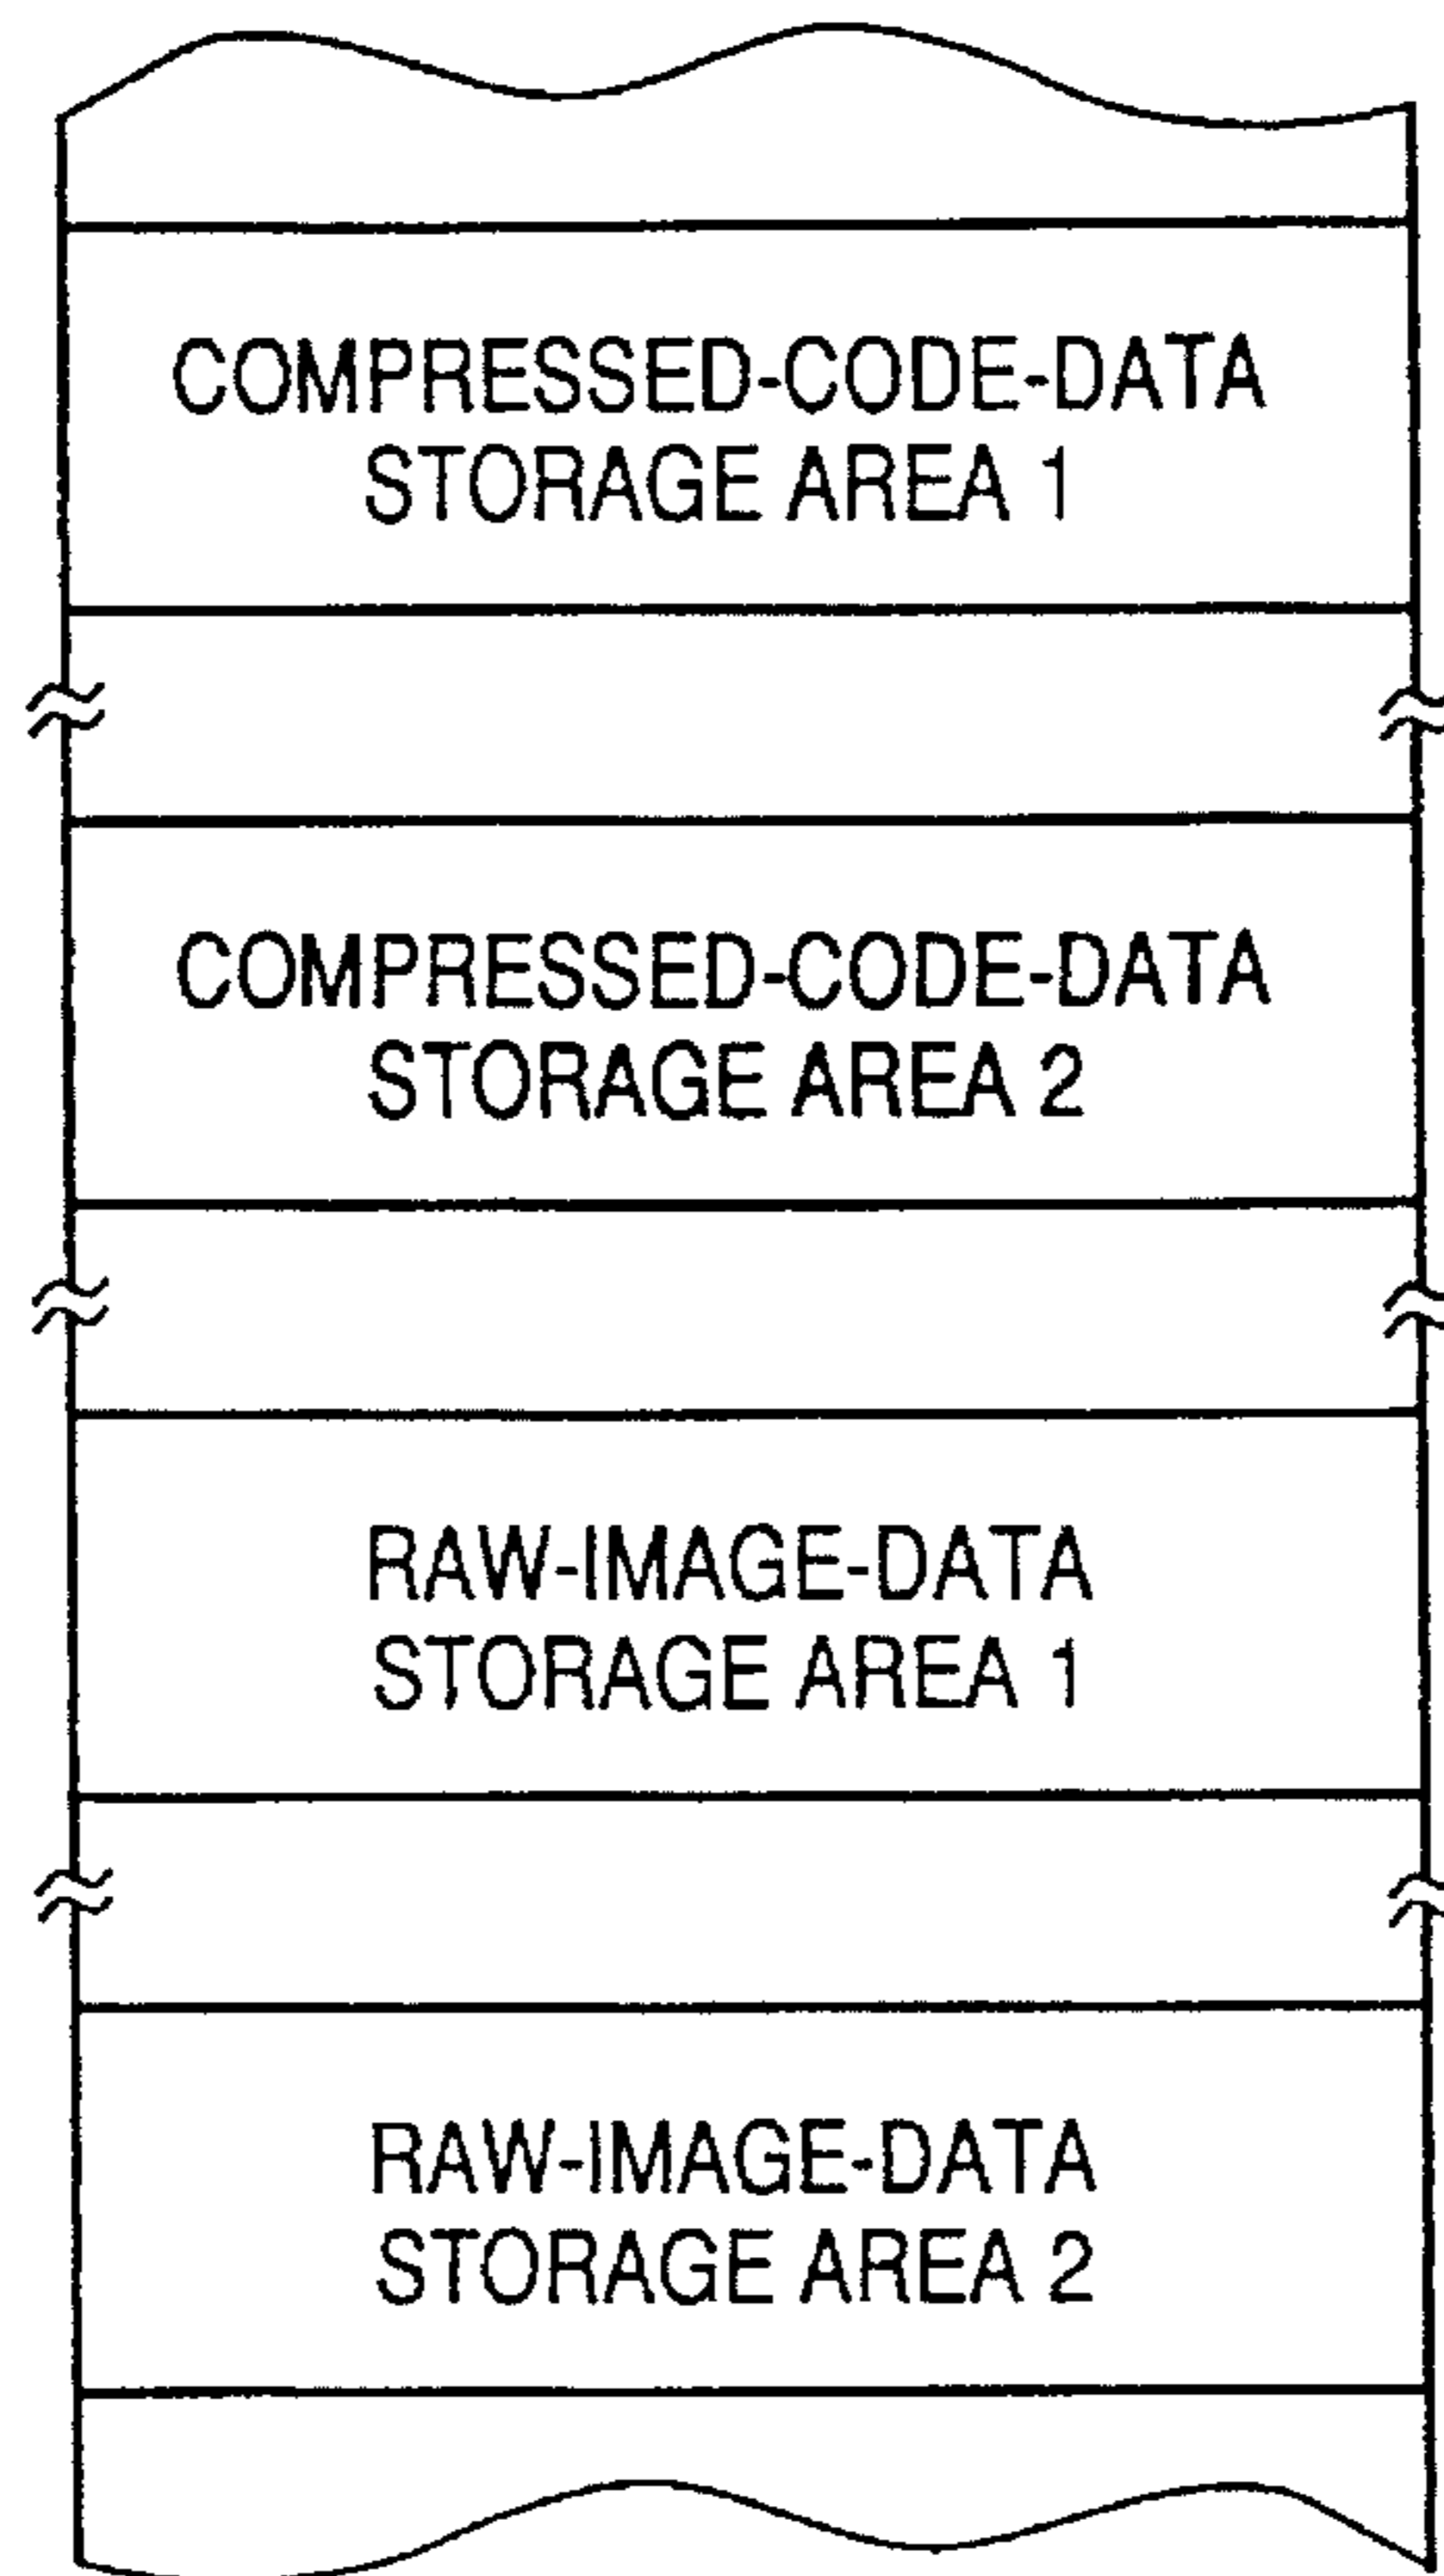 COMPRESSED-CODE-DATA
STORAGE AREA 1
COMPRESSED-CODE-DATA
STORAGE AREA 2
RAW-IMAGE-DATA
STORAGE AREA 1
RAW-IMAGE-DATA
STORAGE AREA 2